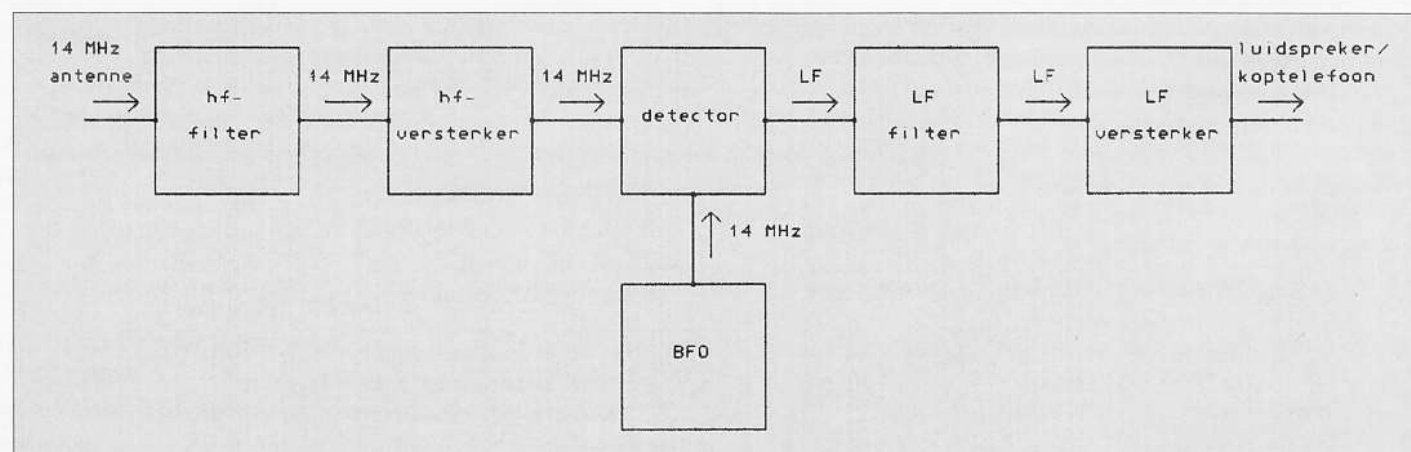 14 MHz
antenne
hf-
filter
14 MHz
hf-
versterker
14 MHz
detector
LF
LF
filter
LF
LF
versterker
luidspreker/
koptelefoon
14 MHz
BFO